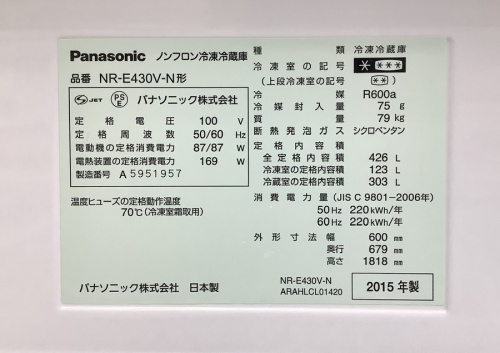 Panasonic ノンフロン冷凍冷蔵庫
品番 NR-E430V-N形
S JET PSE パナソニック株式会社
定格電圧 100 V
定格周波数 50/60 Hz
電動機の定格消費電力 87/87 W
電熱装置の定格消費電力 169 W
製造番号 A 5951957
温度ヒューズの定格動作温度
70℃(冷凍室霜取用)
パナソニック株式会社 日本製
種類 冷凍冷蔵庫
冷凍室の記号 * ***
(上段冷凍室の記号 **)
冷媒 R600a
冷媒封入量 75 g
質量 79 kg
断熱発泡ガス シクロペンタン
定格内容積
全定格内容積 426 L
冷凍室の定格内容積 123 L
冷蔵室の定格内容積 303 L
消費電力量 (JIS C 9801-2006年)
50Hz 220kWh/年
60Hz 220kWh/年
外形寸法 幅 600 mm
奥行 679 mm
高さ 1818 mm
NR-E430V-N
ARAHLCL01420
2015年製